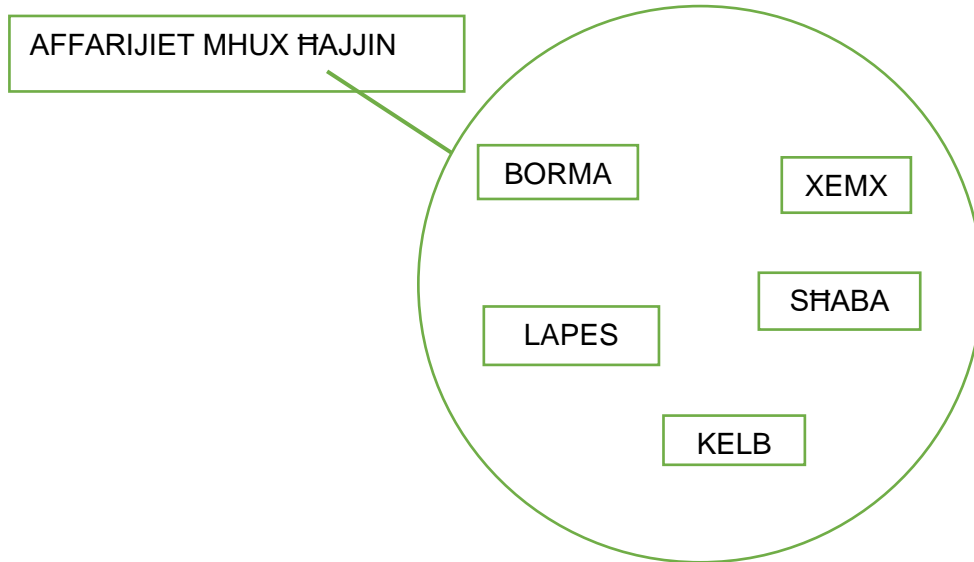 AFFARIJIET MHUX ĦAJJIN
BORMA
XEMX
SĦABA
LAPES
KELB